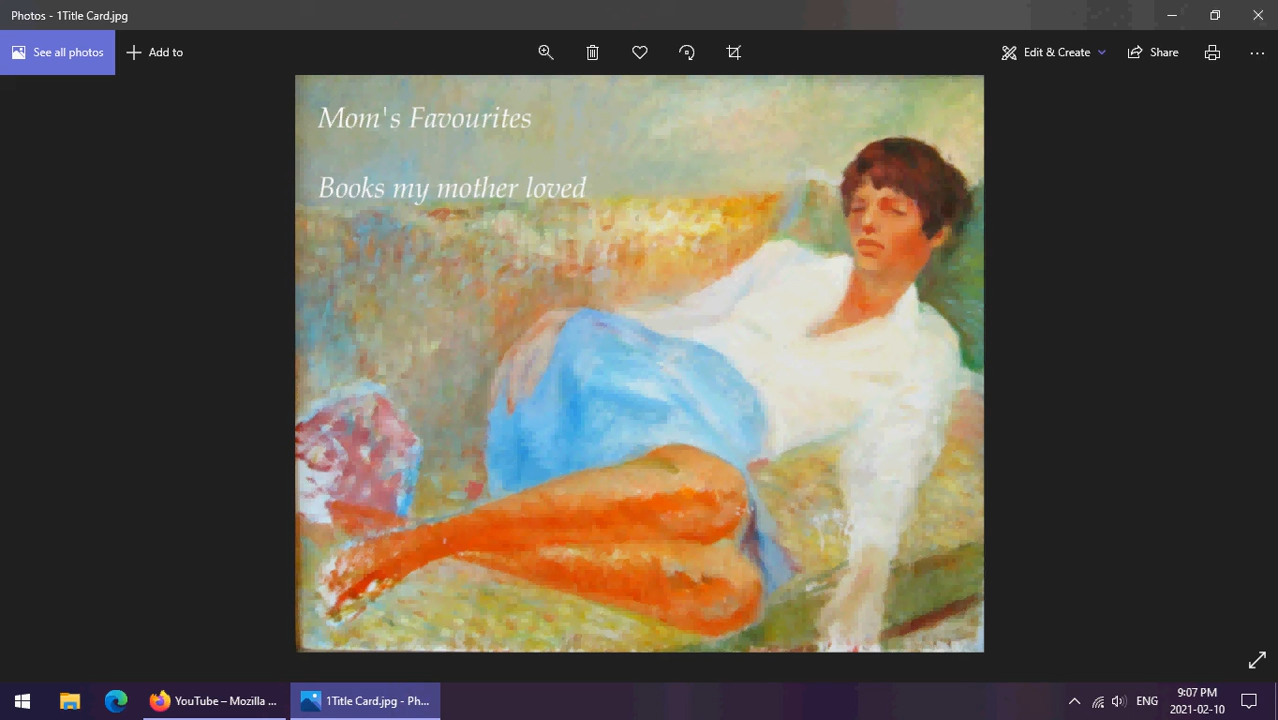 Photos - 1Title Card.jpg
See all photos
Add to
Edit & Create
Share
Mom's Favourites
Books my mother loved
YouTube – Mozilla ...
1Title Card.jpg - Ph...
ENG
9:07 PM
2021-02-10